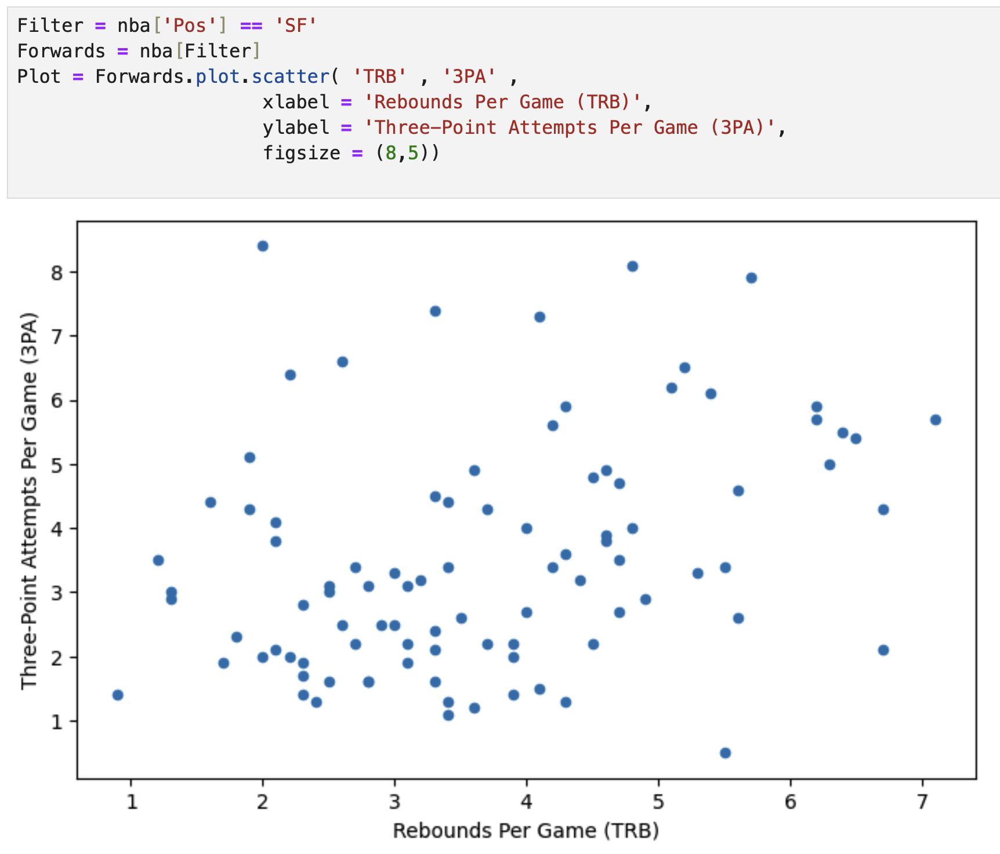 Filter = nba['Pos'] == 'SF'
Forwards = nba[Filter]
Plot = Forwards.plot.scatter( 'TRB' , '3PA' ,
xlabel = 'Rebounds Per Game (TRB)',
ylabel = 'Three-Point Attempts Per Game (3PA)',
figsize = (8,5))
Three-Point Attempts Per Game (3PA)
8
7
6
5
4
3
2
1
1 2 3 4 5 6 7
Rebounds Per Game (TRB)